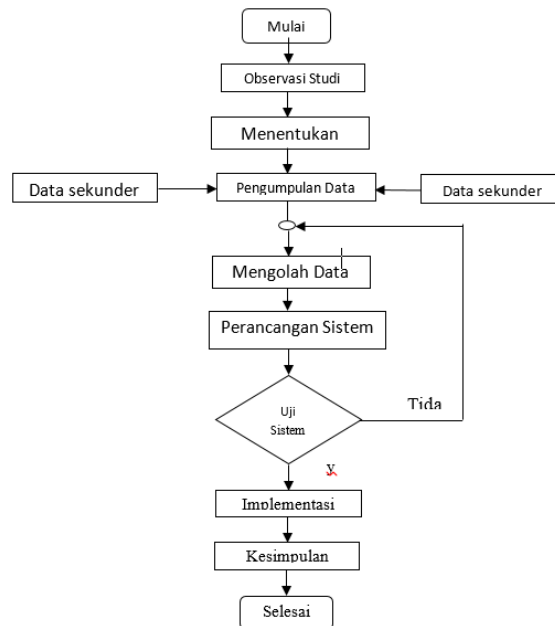 Mulai
Observasi Studi
Menentukan
Data sekunder
Pengumpulan Data
Data sekunder
Mengolah Data
Perancangan Sistem
Uji
Sistem
Tida
y
Implementasi
Kesimpulan
Selesai